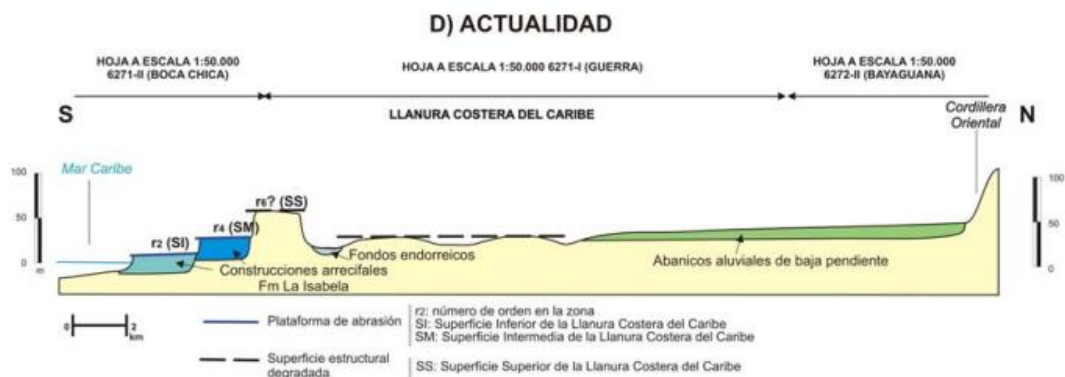 D) ACTUALIDAD
HOJA A ESCALA 1:50.000
6271-II (BOCA CHICA)
HOJA A ESCALA 1:50.000 6271-I (GUERRA)
HOJA A ESCALA 1:50.000
6272-II (BAYAGUANA)
S
LLANURA COSTERA DEL CARIBE
Cordillera
Oriental
N
Mar Caribe
100
50
0
m
r6? (SS)
r4 (SM)
r2 (SI)
100
50
0
Fondos endorreicos
Construcciones arrecifales
Fm La Isabela
Abanicos aluviales de baja pendiente
0 2
km
Plataforma de abrasión
r2: número de orden en la zona
SI: Superficie Inferior de la Llanura Costera del Caribe
SM: Superficie Intermedia de la Llanura Costera del Caribe
Superficie estructural
degradada
SS: Superficie Superior de la Llanura Costera del Caribe